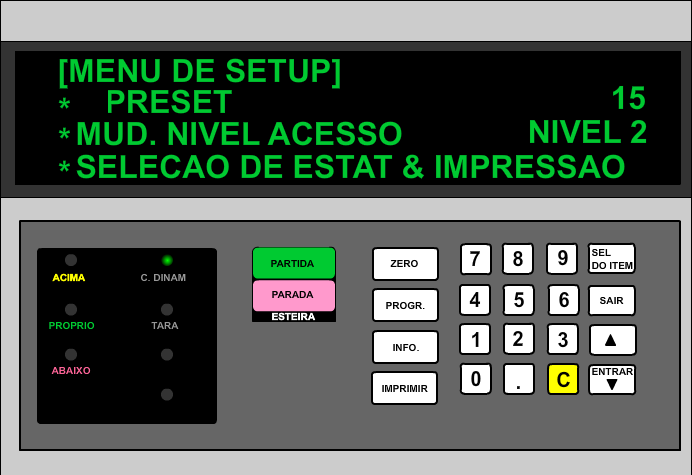 [MENU DE SETUP]
* PRESET 15
* MUD. NIVEL ACESSO NIVEL 2
* SELECAO DE ESTAT & IMPRESSAO
ACIMA C. DINAM
PROPRIO TARA
ABAIXO
PARTIDA
PARADA
ESTEIRA
ZERO
PROGR.
INFO.
IMPRIMIR
7 8 9 SEL DO ITEM
4 5 6 SAIR
1 2 3 ▲
0 . C ENTRAR ▼